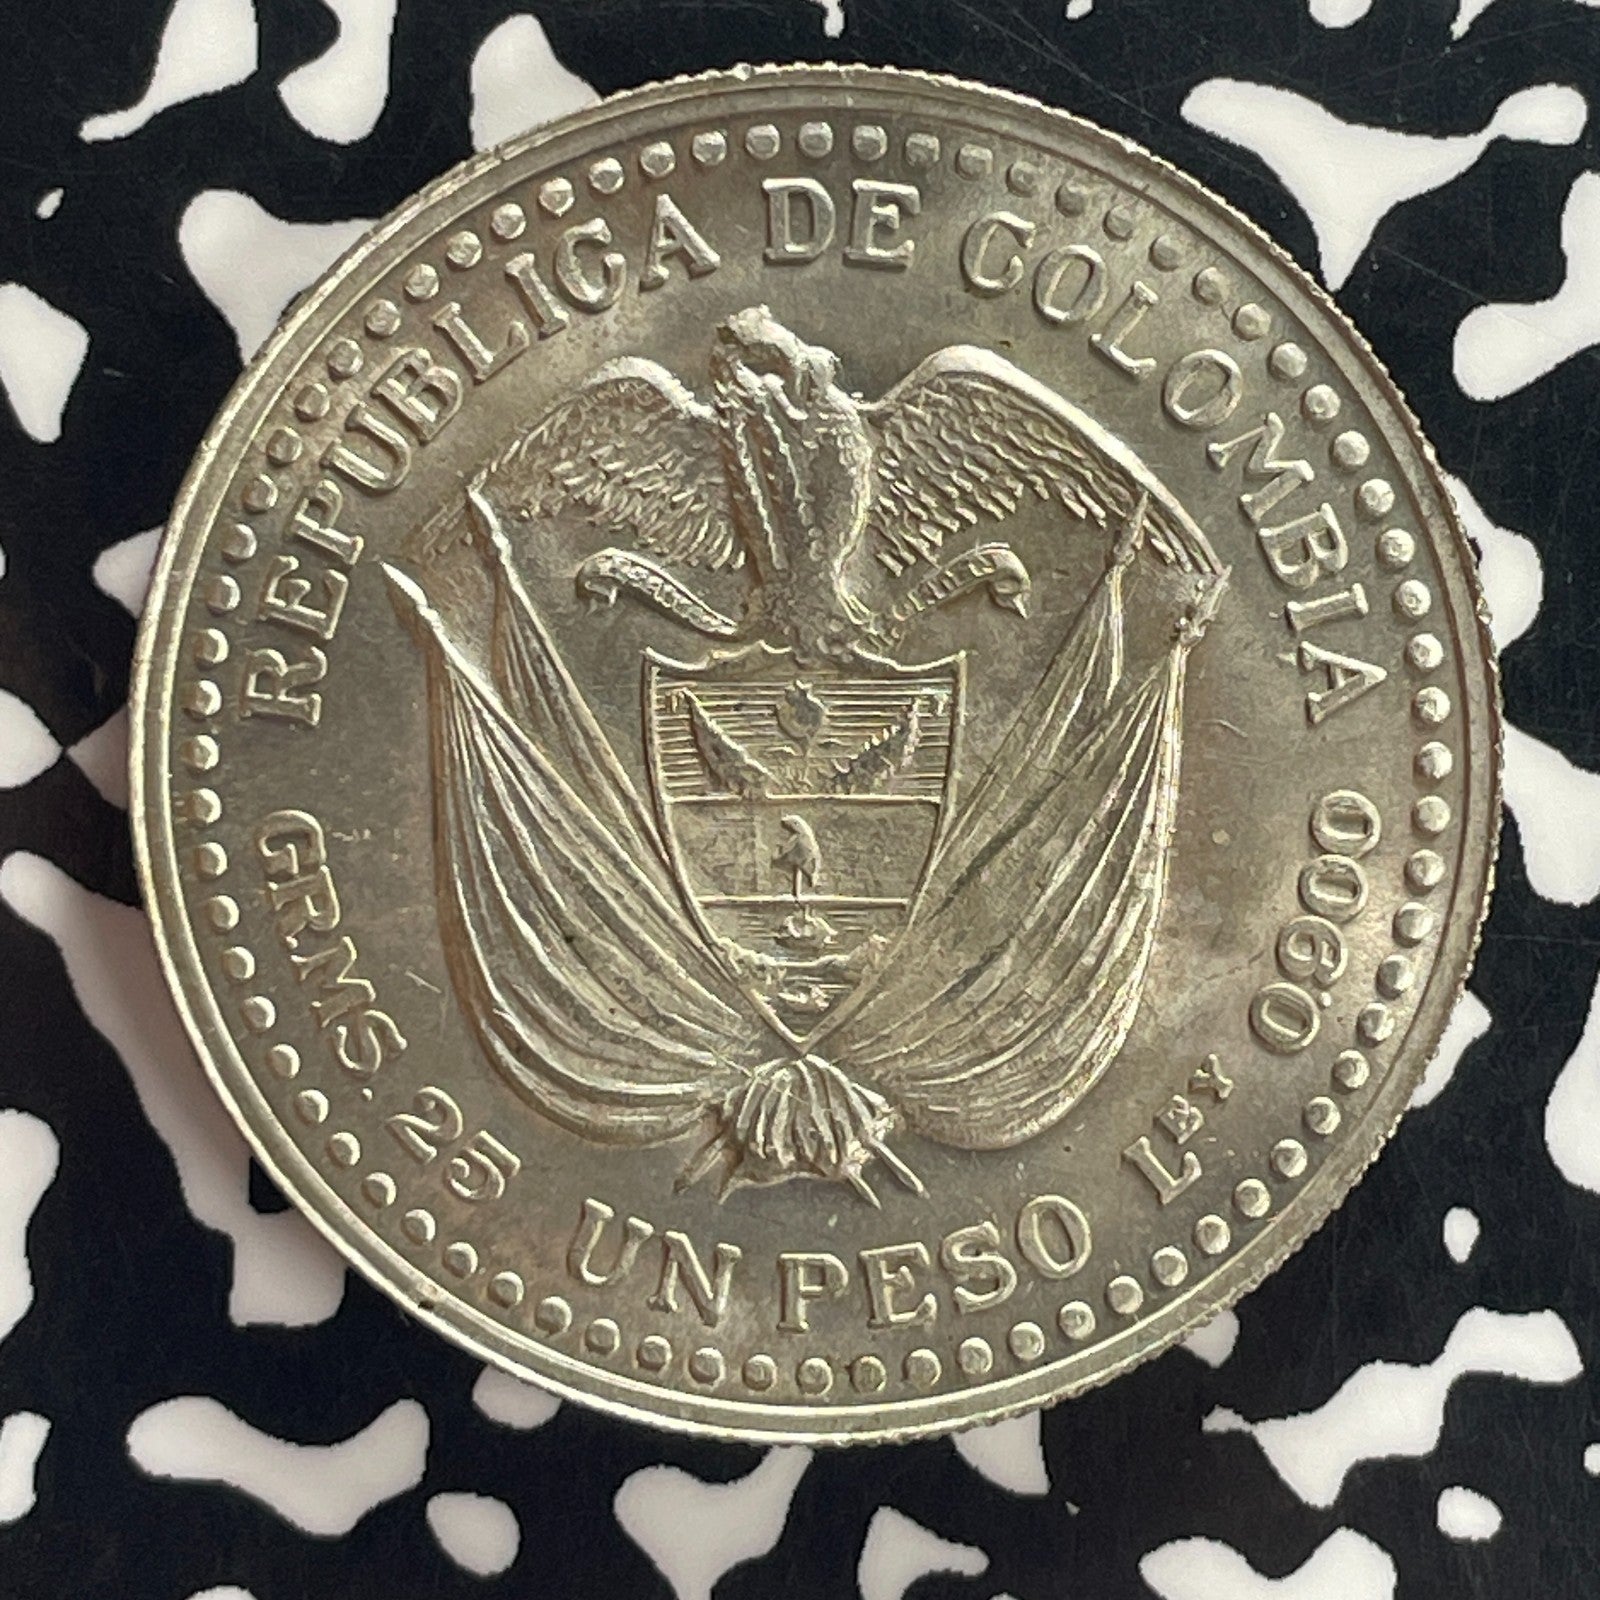 REPUBLICA DE COLOMBIA
GRMS. 25
UN PESO
LEY 0900